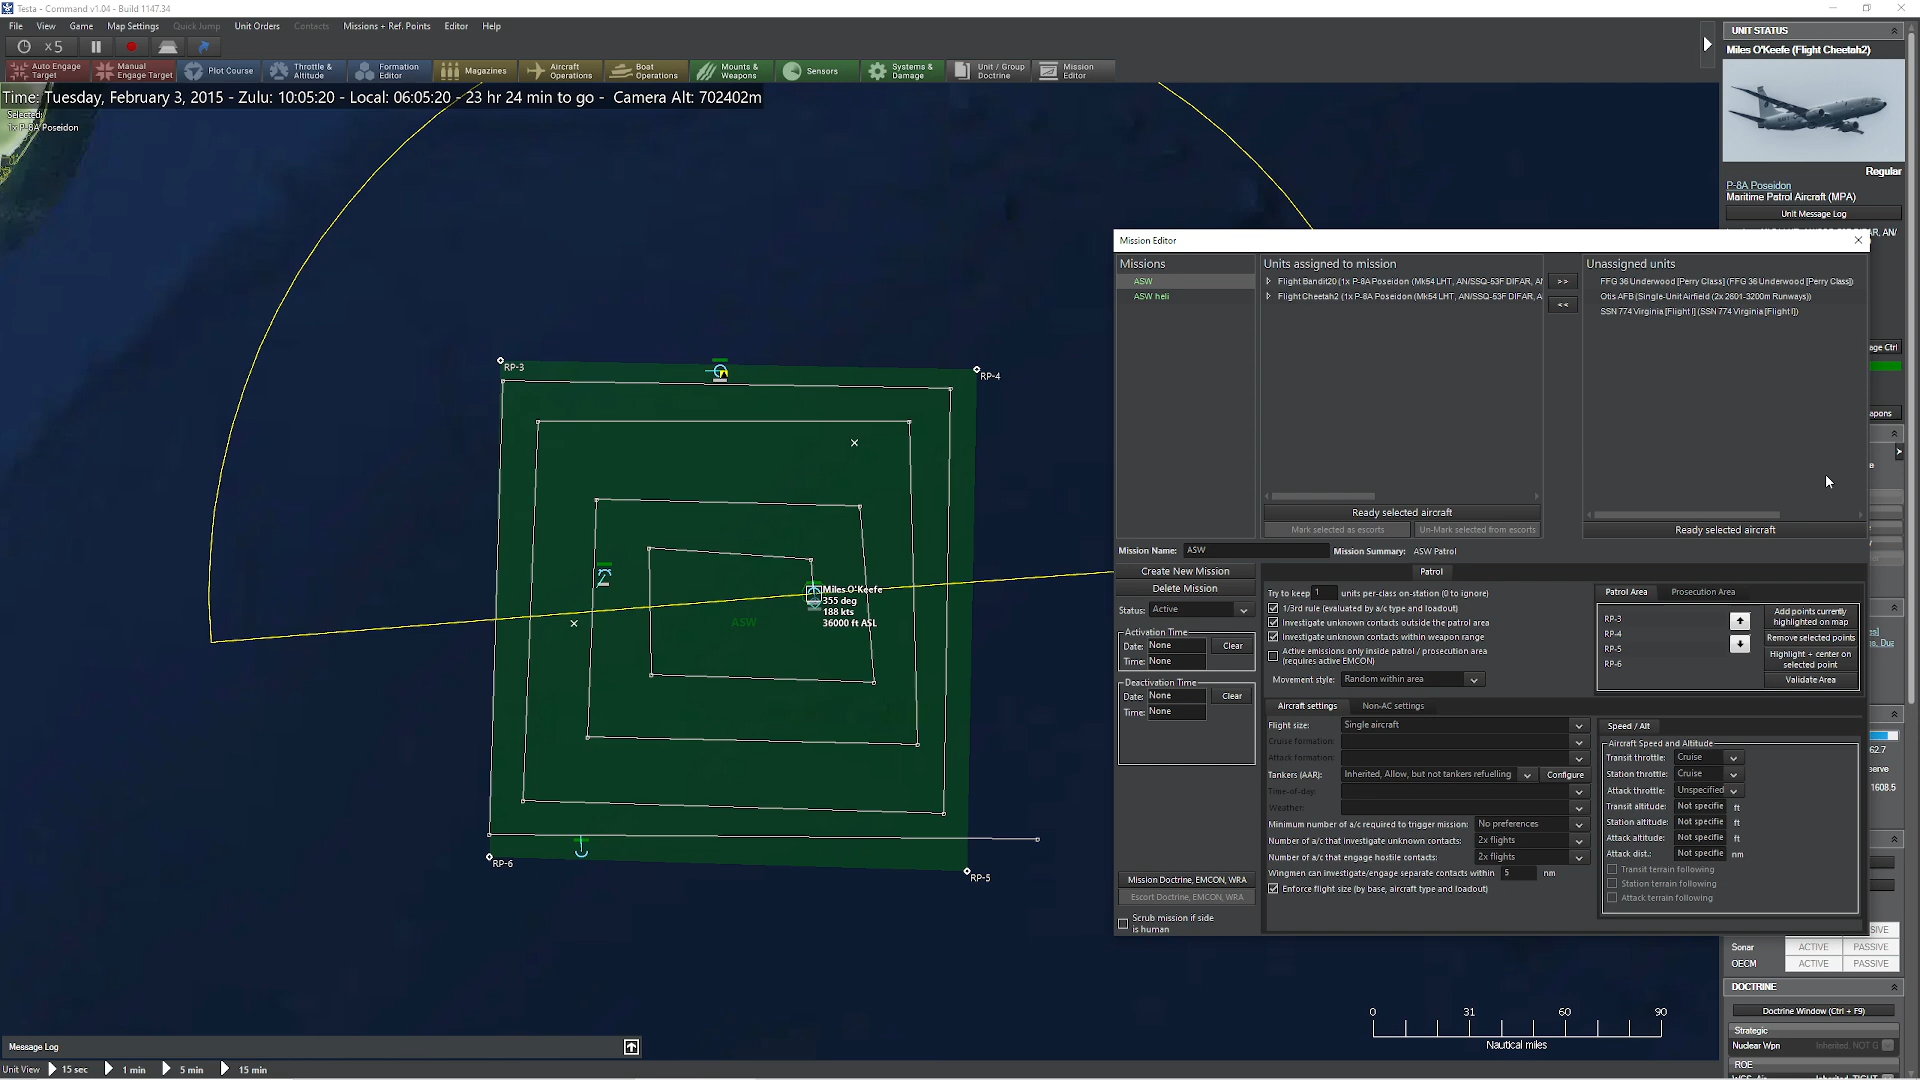 Testa - Command v1.04 - Build 1147.34
File View Game Map Settings Quick Jump Unit Orders Contacts Missions + Ref. Points Editor Help
x 5
Auto Engage Target
Manual Engage Target
Plot Course
Throttle & Altitude
Formation Editor
Magazines
Aircraft Operations
Boat Operations
Mounts & Weapons
Sensors
Systems & Damage
Unit / Group Doctrine
Mission Editor
Time: Tuesday, February 3, 2015 - Zulu: 10:05:20 - Local: 06:05:20 - 23 hr 24 min to go - Camera Alt: 702402m
Selected:
1x P-8A Poseidon
RP-3
RP-4
Miles O'Keefe
355 deg
188 kts
36000 ft ASL
ASW
RP-6
RP-5
0 31 60 90
Nautical miles
Message Log
Unit View 15 sec 1 min 5 min 15 min
UNIT STATUS
Miles O'Keefe (Flight Cheetah2)
Regular
P-8A Poseidon
Maritime Patrol Aircraft (MPA)
Unit Message Log
Mission Editor
Missions
ASW
ASW heli
Units assigned to mission
Flight Bandit20 (1x P-8A Poseidon (Mk54 LHT, AN/SSQ-53F DIFAR, AN
Flight Cheetah2 (1x P-8A Poseidon (Mk54 LHT, AN/SSQ-53F DIFAR, A
>>
<<
Unassigned units
FFG 36 Underwood [Perry Class] (FFG 36 Underwood [Perry Class])
Otis AFB (Single-Unit Airfield (2x 2601-3200m Runways))
SSN 774 Virginia [Flight I] (SSN 774 Virginia [Flight I])
Ready selected aircraft
Mark selected as escorts
Un-Mark selected from escorts
Ready selected aircraft
Mission Name: ASW
Mission Summary: ASW Patrol
Create New Mission
Delete Mission
Status: Active
Activation Time
Date: None
Clear
Time: None
Deactivation Time
Date: None
Clear
Time: None
Mission Doctrine, EMCON, WRA
Escort Doctrine, EMCON, WRA
Scrub mission if side is human
Patrol
Try to keep 1 units per-class on-station (0 to ignore)
1/3rd rule (evaluated by a/c type and loadout)
Investigate unknown contacts outside the patrol area
Investigate unknown contacts within weapon range
Active emissions only inside patrol / prosecution area
(requires active EMCON)
Movement style: Random within area
Patrol Area
Prosecution Area
RP-3
RP-4
RP-5
RP-6
Add points currently highlighted on map
Remove selected points
Highlight + center on selected point
Validate Area
Aircraft settings
Non-AC settings
Flight size: Single aircraft
Cruise formation:
Attack formation:
Tankers (AAR): Inherited, Allow, but not tankers refuelling
Configure
Time-of-day:
Weather:
Minimum number of a/c required to trigger mission: No preferences
Number of a/c that investigate unknown contacts: 2x flights
Number of a/c that engage hostile contacts: 2x flights
Wingmen can investigate/engage separate contacts within 5 nm
Enforce flight size (by base, aircraft type and loadout)
Speed / Alt
Aircraft Speed and Altitude
Transit throttle: Cruise
Station throttle: Cruise
Attack throttle: Unspecified
Transit altitude: Not specifie ft
Station altitude: Not specifie ft
Attack altitude: Not specifie ft
Attack dist.: Not specifie nm
Transit terrain following
Station terrain following
Attack terrain following
Sonar ACTIVE PASSIVE
OECM ACTIVE PASSIVE
DOCTRINE
Doctrine Window (Ctrl + F9)
Strategic
Nuclear Wpn Inherited, NOT G
ROE